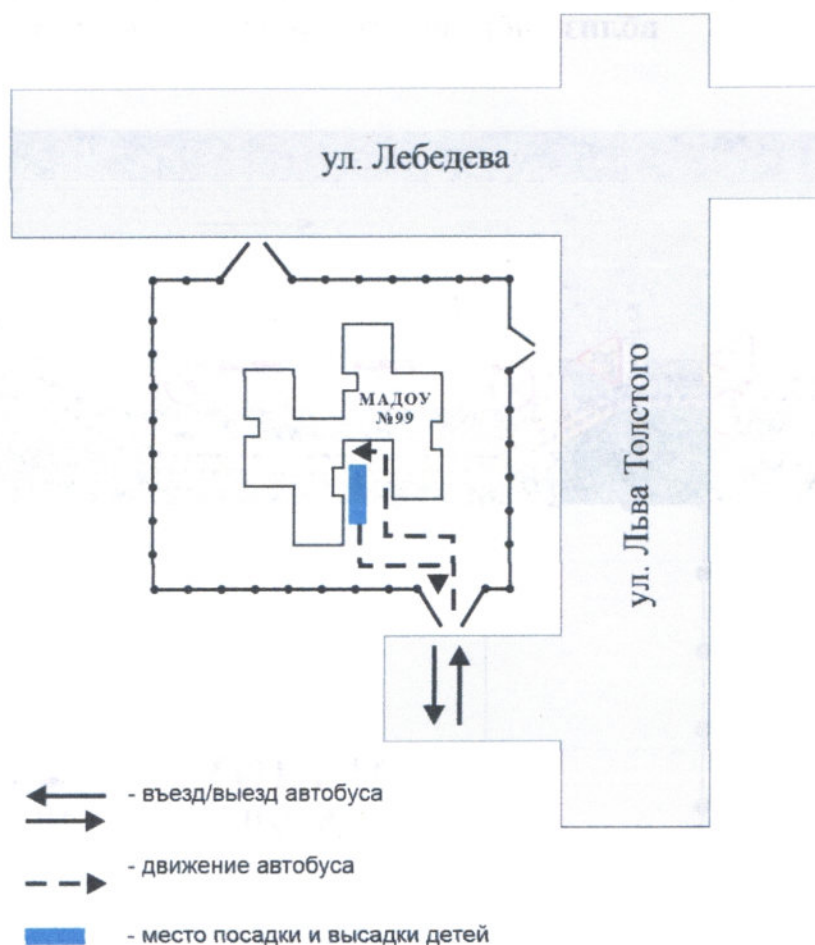 ул. Лебедева
МАДОУ
№99
ул. Льва Толстого
- въезд/выезд автобуса
- движение автобуса
- место посадки и высадки детей